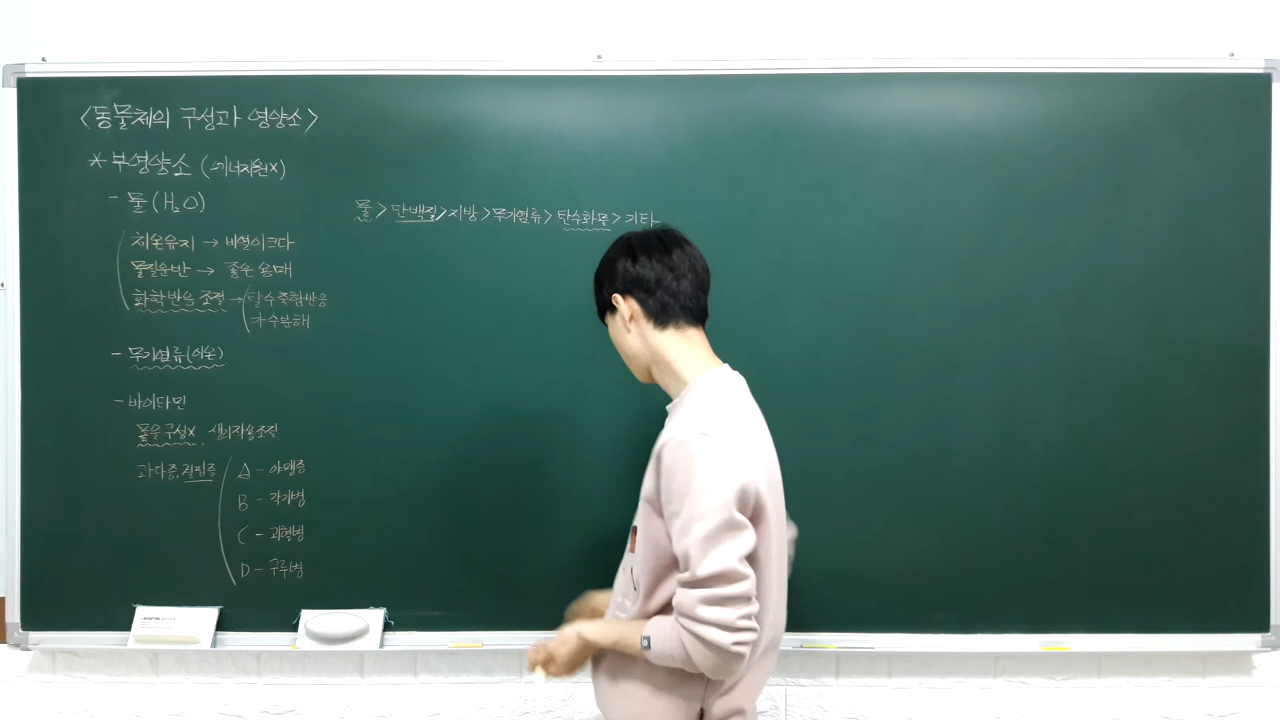 <동물체의 구성과 영양소>
* 부영양소 (에너지원X)
- 물(H₂O)
체온유지 → 비열이크다
물질운반 → 좋은 용매
화학반응 조절 → 탈수축합반응
가수분해
- 무기염류(이온)
- 바이타민
몸을 구성X, 생리작용조절
과다증, 결핍증
A - 야맹증
B - 각기병
C - 괴혈병
D - 구루병
물 > 단백질 > 지방 > 무기염류 > 탄수화물 > 기타